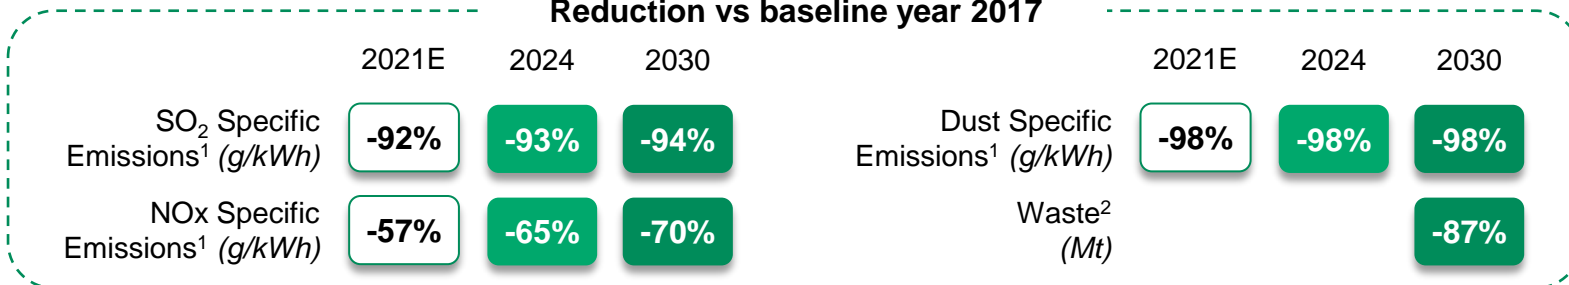 Reduction vs baseline year 2017
2021E 2024 2030
SO₂ Specific
Emissions¹ (g/kWh)
-92% -93% -94%
NOx Specific
Emissions¹ (g/kWh)
-57% -65% -70%
2021E 2024 2030
Dust Specific
Emissions¹ (g/kWh)
-98% -98% -98%
Waste²
(Mt)
-87%